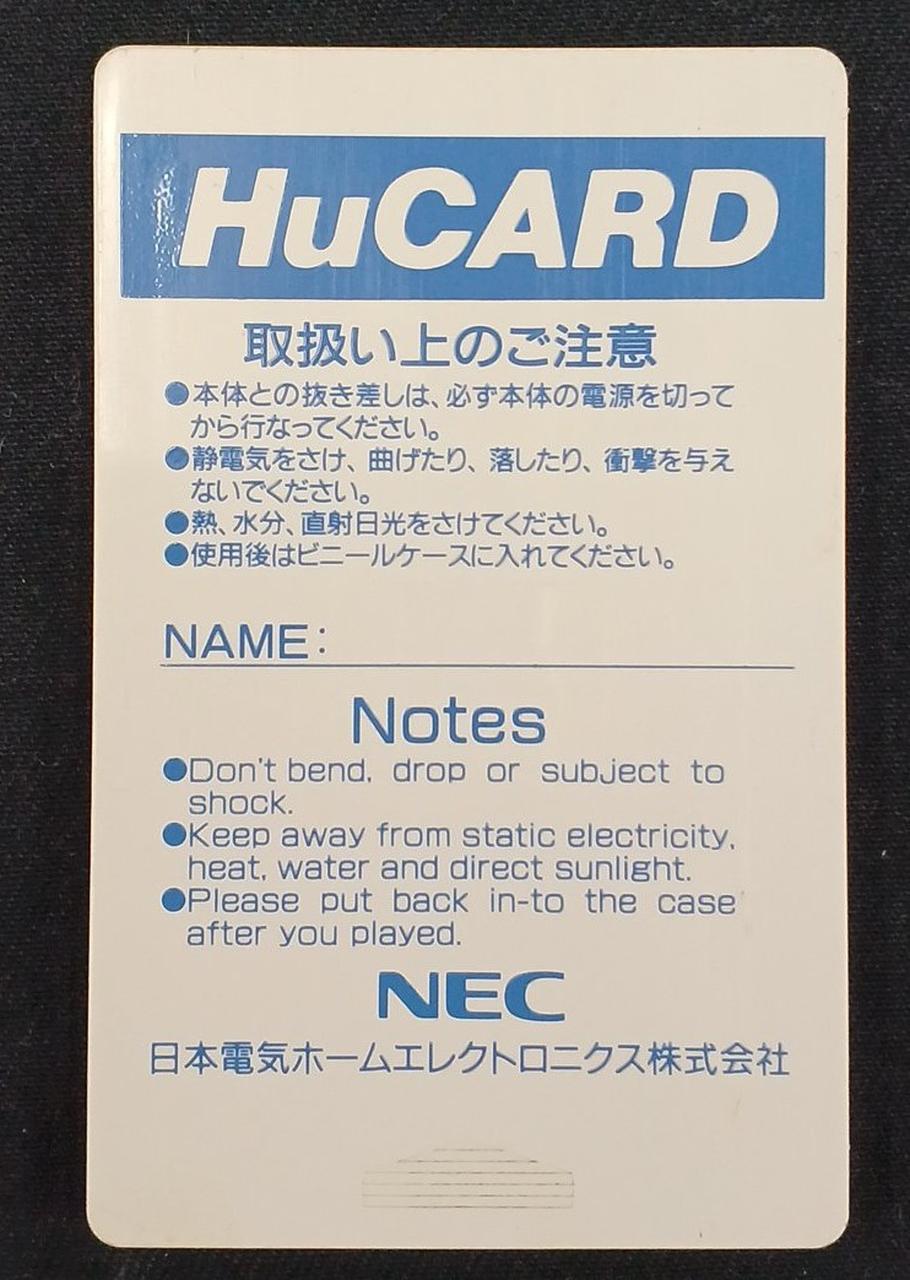 HuCARD
取扱い上のご注意
●本体との抜き差しは、必ず本体の電源を切って
から行なってください。
●静電気をさけ、曲げたり、落したり、衝撃を与え
ないでください。
●熱、水分、直射日光をさけてください。
●使用後はビニールケースに入れてください。
NAME:
Notes
●Don't bend, drop or subject to
shock.
●Keep away from static electricity,
heat, water and direct sunlight.
●Please put back in-to the case
after you played.
NEC
日本電気ホームエレクトロニクス株式会社